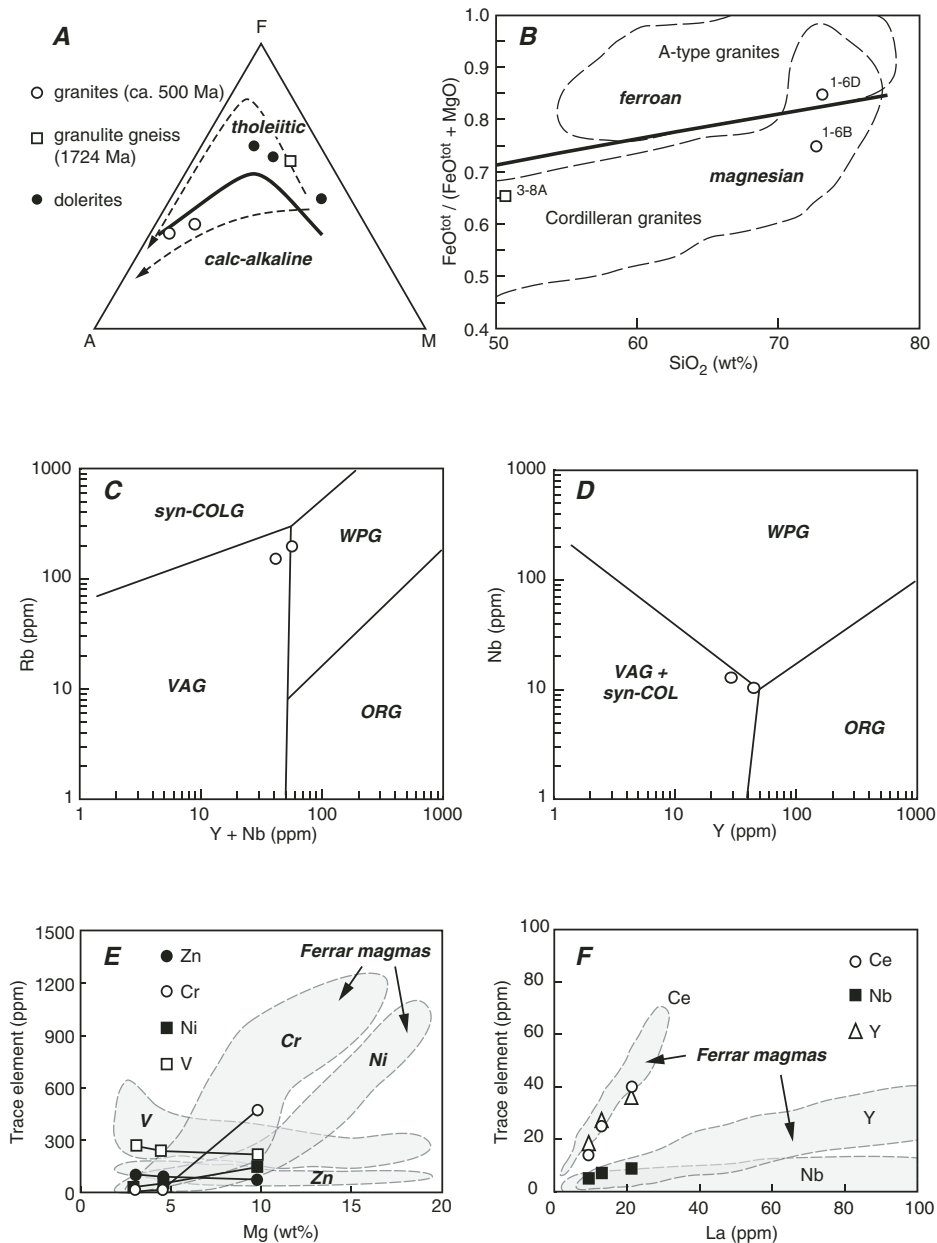 A
F
granites (ca. 500 Ma)
granulite gneiss
(1724 Ma)
dolerites
tholeiitic
calc-alkaline
A
M
B
1.0
0.9
0.8
0.7
0.6
0.5
0.4
FeOtot / (FeOtot + MgO)
A-type granites
ferroan
1-6D
1-6B
magnesian
3-8A
Cordilleran granites
50
60
70
80
SiO2 (wt%)
C
1000
100
10
1
Rb (ppm)
syn-COLG
WPG
VAG
ORG
1
10
100
1000
Y + Nb (ppm)
D
1000
100
10
1
Nb (ppm)
WPG
VAG +
syn-COL
ORG
1
10
100
1000
Y (ppm)
E
1500
1200
900
600
300
0
Trace element (ppm)
Zn
Cr
Ni
V
Ferrar magmas
Cr
Ni
V
Zn
0
5
10
15
20
Mg (wt%)
F
100
80
60
40
20
0
Trace element (ppm)
Ce
Nb
Y
Ce
Ferrar magmas
Y
Nb
0
20
40
60
80
100
La (ppm)